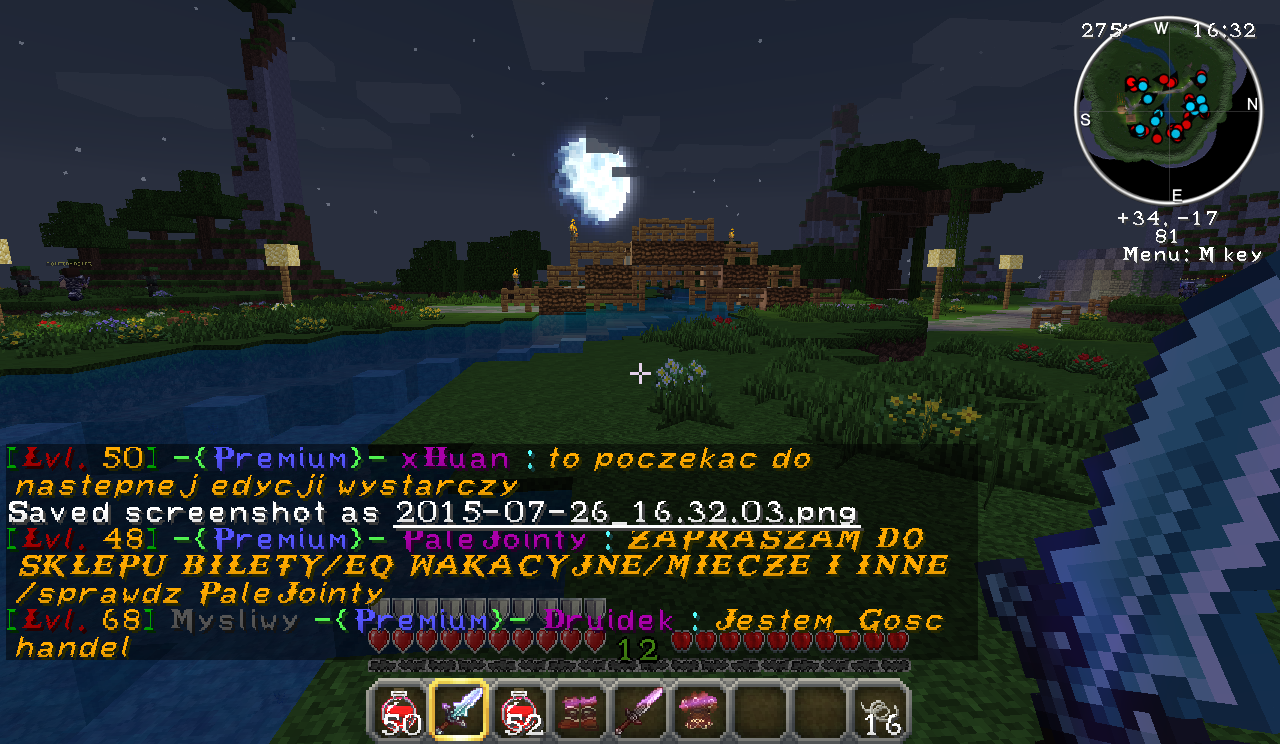 275° W 16:32
N
S
E
+34, -17
81
Menu: M key
[Lvl. 50] -{Premium}- xHuan : to poczekac do
nastepnej edycji wystarczy
Saved screenshot as 2015-07-26_16.32.03.png
[Lvl. 48] -{Premium}- PaleJointy : ZAPRASZAM DO
SKLEPU BILETY/EQ WAKACYJNE/MIECZE I INNE
/sprawdz PaleJointy
[Lvl. 68] Mysliwy -{Premium}- Druidek : Jestem_Gosc
handel
12
50 52 16